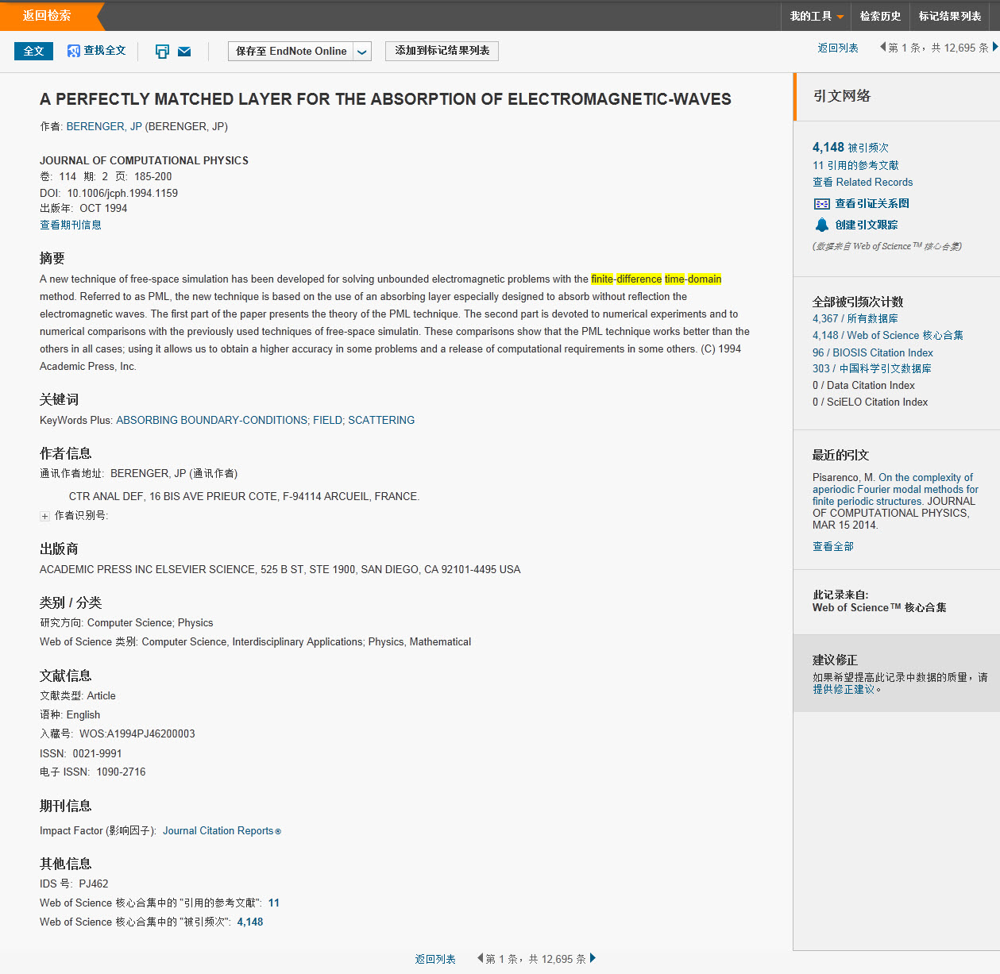 返回检索
我的工具 检索历史 标记结果列表
全文 查找全文 保存至 EndNote Online 添加到标记结果列表
返回列表 第 1 条，共 12,695 条
A PERFECTLY MATCHED LAYER FOR THE ABSORPTION OF ELECTROMAGNETIC-WAVES
作者: BERENGER, JP (BERENGER, JP)
JOURNAL OF COMPUTATIONAL PHYSICS
卷: 114 期: 2 页: 185-200
DOI: 10.1006/jcph.1994.1159
出版年: OCT 1994
查看期刊信息
摘要
A new technique of free-space simulation has been developed for solving unbounded electromagnetic problems with the finite-difference time-domain
method. Referred to as PML, the new technique is based on the use of an absorbing layer especially designed to absorb without reflection the
electromagnetic waves. The first part of the paper presents the theory of the PML technique. The second part is devoted to numerical experiments and to
numerical comparisons with the previously used techniques of free-space simulatin. These comparisons show that the PML technique works better than the
others in all cases; using it allows us to obtain a higher accuracy in some problems and a release of computational requirements in some others. (C) 1994
Academic Press, Inc.
关键词
KeyWords Plus: ABSORBING BOUNDARY-CONDITIONS; FIELD; SCATTERING
作者信息
通讯作者地址: BERENGER, JP (通讯作者)
CTR ANAL DEF, 16 BIS AVE PRIEUR COTE, F-94114 ARCUEIL, FRANCE.
作者识别号:
出版商
ACADEMIC PRESS INC ELSEVIER SCIENCE, 525 B ST, STE 1900, SAN DIEGO, CA 92101-4495 USA
类别 / 分类
研究方向: Computer Science; Physics
Web of Science 类别: Computer Science, Interdisciplinary Applications; Physics, Mathematical
文献信息
文献类型: Article
语种: English
入藏号: WOS:A1994PJ46200003
ISSN: 0021-9991
电子 ISSN: 1090-2716
期刊信息
Impact Factor (影响因子): Journal Citation Reports®
其他信息
IDS 号: PJ462
Web of Science 核心合集中的 "引用的参考文献": 11
Web of Science 核心合集中的 "被引频次": 4,148
引文网络
4,148 被引频次
11 引用的参考文献
查看 Related Records
查看引证关系图
创建引文跟踪
(数据来自 Web of Science™ 核心合集)
全部被引频次计数
4,367 / 所有数据库
4,148 / Web of Science 核心合集
96 / BIOSIS Citation Index
303 / 中国科学引文数据库
0 / Data Citation Index
0 / SciELO Citation Index
最近的引文
Pisarenco, M. On the complexity of
aperiodic Fourier modal methods for
finite periodic structures. JOURNAL
OF COMPUTATIONAL PHYSICS,
MAR 15 2014.
查看全部
此记录来自:
Web of Science™ 核心合集
建议修正
如果希望提高此记录中数据的质量，请
提供修正建议。
返回列表 第 1 条，共 12,695 条